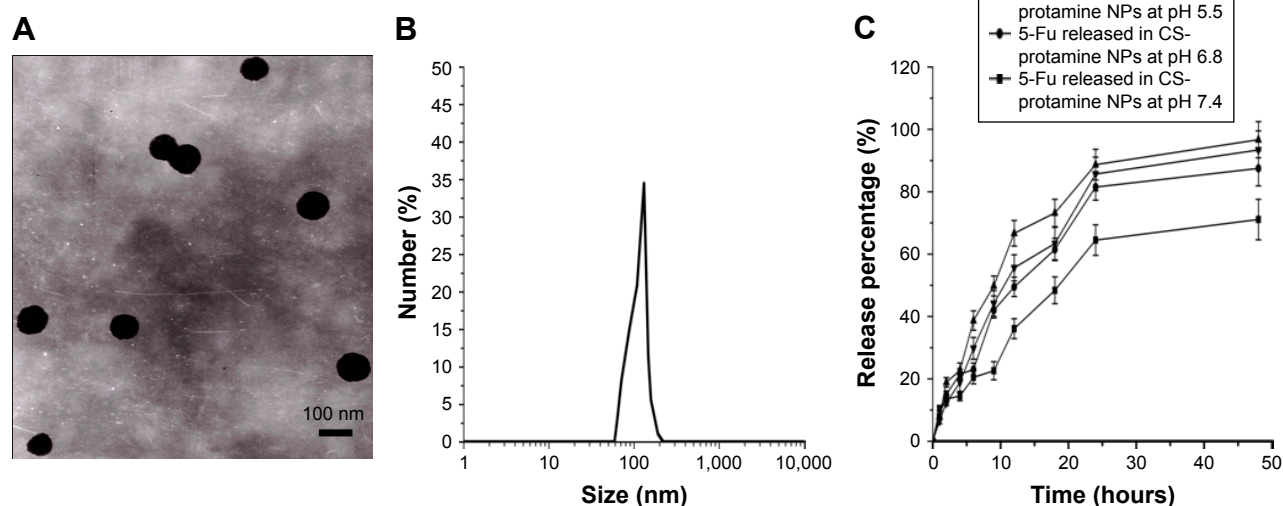 A
100 nm
B
50
45
40
35
30
25
20
15
10
5
0
Number (%)
1
10
100
1,000
10,000
Size (nm)
C
protamine NPs at pH 5.5
5-Fu released in CS-
protamine NPs at pH 6.8
5-Fu released in CS-
protamine NPs at pH 7.4
120
100
80
60
40
20
0
Release percentage (%)
0
10
20
30
40
50
Time (hours)